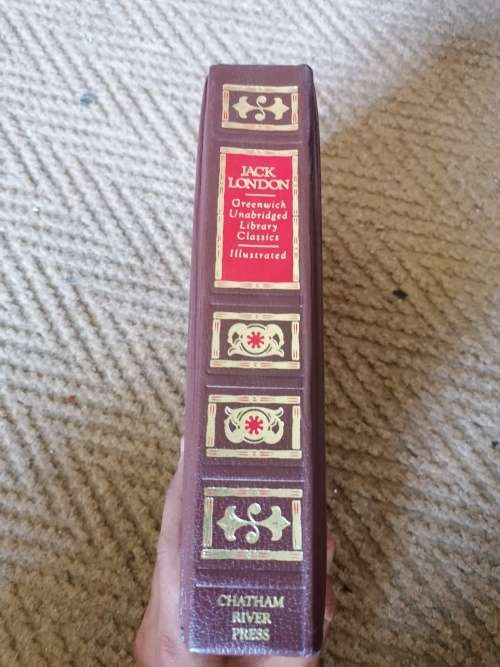 JACK
LONDON
Greenwich
Unabridged
Library
Classics
Illustrated
CHATHAM
RIVER
PRESS